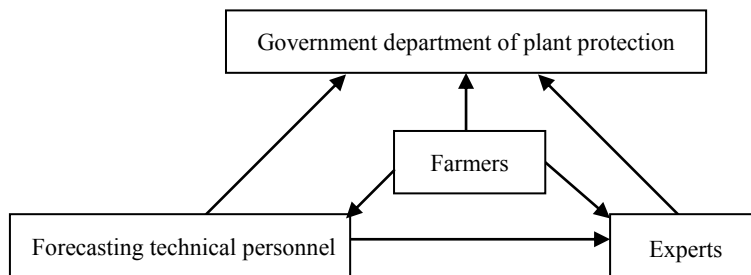 Government department of plant protection
Farmers
Forecasting technical personnel
Experts